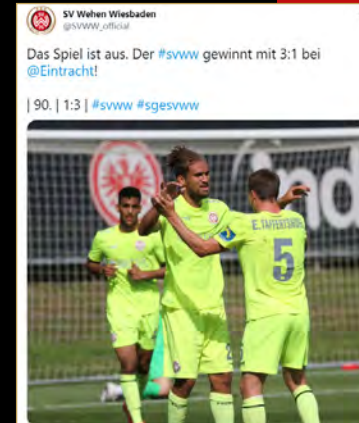 SV Wehen Wiesbaden
@SVWW_official
Das Spiel ist aus. Der #svww gewinnt mit 3:1 bei
@Eintracht!
| 90. | 1:3 | #svww #sgesvww
5